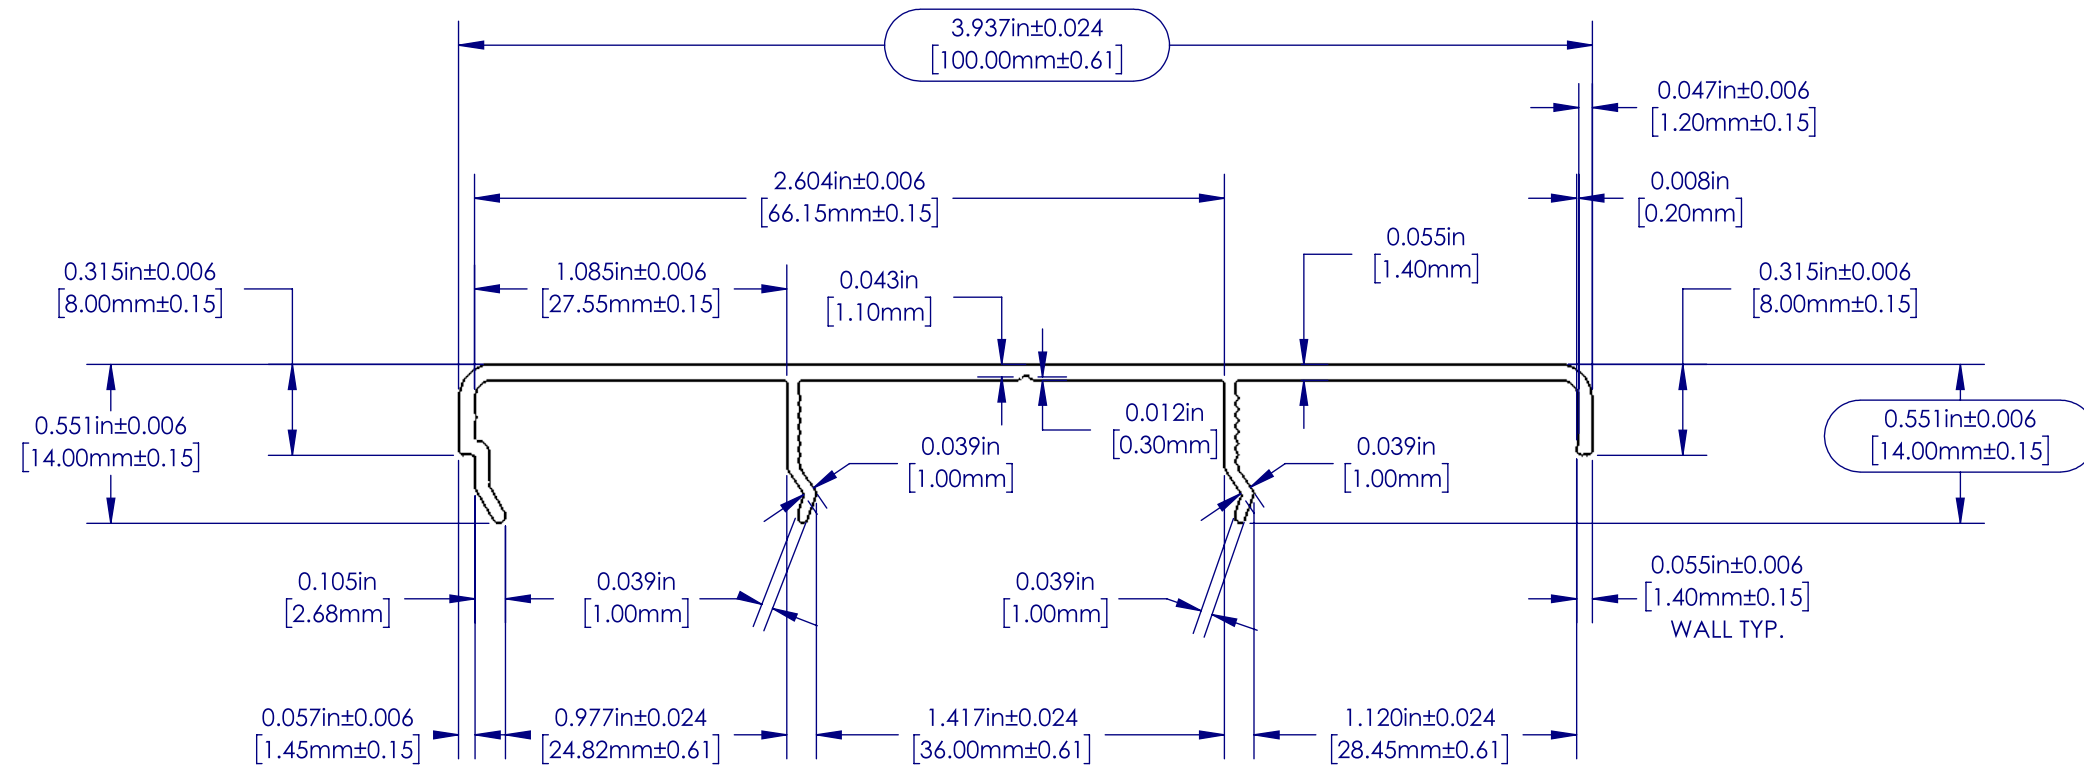 3.937in±0.024
[100.00mm±0.61]
0.047in±0.006
[1.20mm±0.15]
2.604in±0.006
[66.15mm±0.15]
0.008in
[0.20mm]
0.055in
[1.40mm]
0.315in±0.006
[8.00mm±0.15]
1.085in±0.006
[27.55mm±0.15]
0.043in
[1.10mm]
0.315in±0.006
[8.00mm±0.15]
0.551in±0.006
[14.00mm±0.15]
0.039in
[1.00mm]
0.012in
[0.30mm]
0.039in
[1.00mm]
0.551in±0.006
[14.00mm±0.15]
0.105in
[2.68mm]
0.039in
[1.00mm]
0.039in
[1.00mm]
0.055in±0.006
[1.40mm±0.15]
WALL TYP.
0.057in±0.006
[1.45mm±0.15]
0.977in±0.024
[24.82mm±0.61]
1.417in±0.024
[36.00mm±0.61]
1.120in±0.024
[28.45mm±0.61]